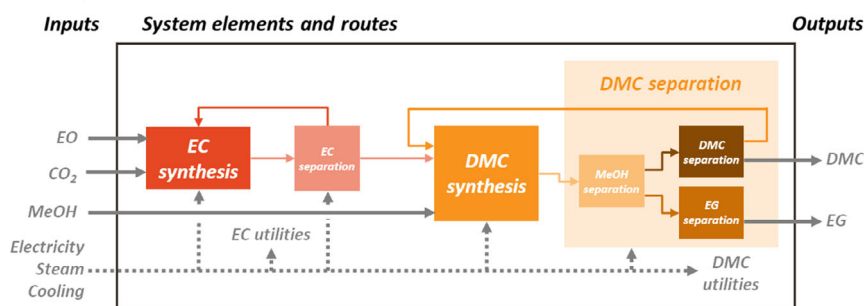 Inputs
System elements and routes
Outputs
DMC separation
EO
CO₂
MeOH
EC
synthesis
EC
separation
DMC
synthesis
MeOH
separation
DMC
separation
EG
separation
DMC
EG
Electricity
Steam
Cooling
EC utilities
DMC
utilities